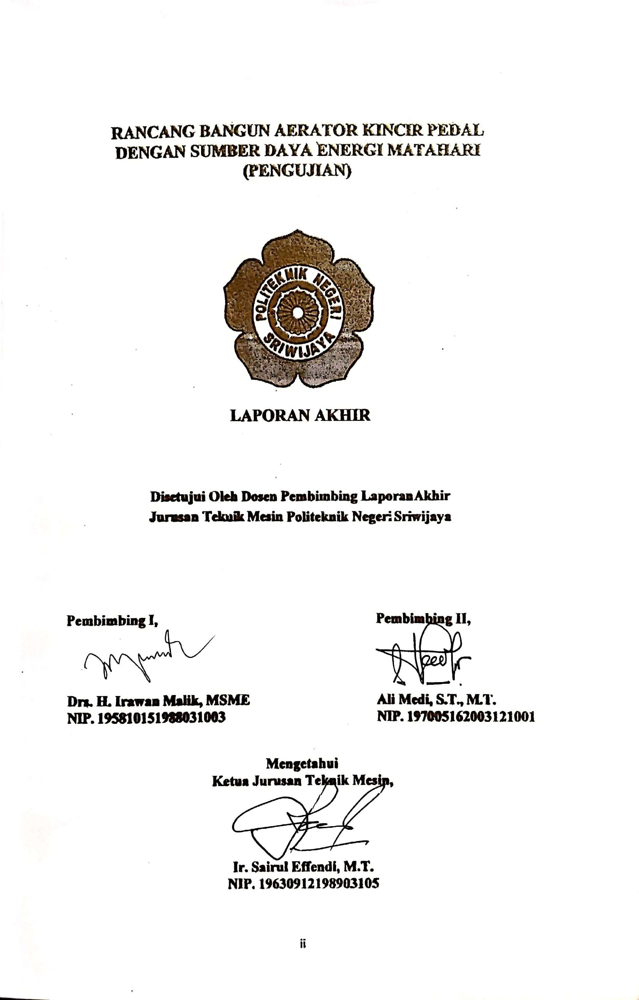 RANCANG BANGUN AERATOR KINCIR PEDAL
DENGAN SUMBER DAYA ENERGI MATAHARI
(PENGUJIAN)
POLITEKNIK NEGERI
SRIWIJAYA
LAPORAN AKHIR
Disetujui Oleh Dosen Pembimbing Laporan Akhir
Jurusan Teknik Mesin Politeknik Negeri Sriwijaya
Pembimbing I,
Pembimbing II,
Drs. H. Irawan Malik, MSME
NIP. 195810151988031003
Ali Medi, S.T., M.T.
NIP. 197005162003121001
Mengetahui
Ketua Jurusan Teknik Mesin,
Ir. Sairul Effendi, M.T.
NIP. 19630912198903105
ii